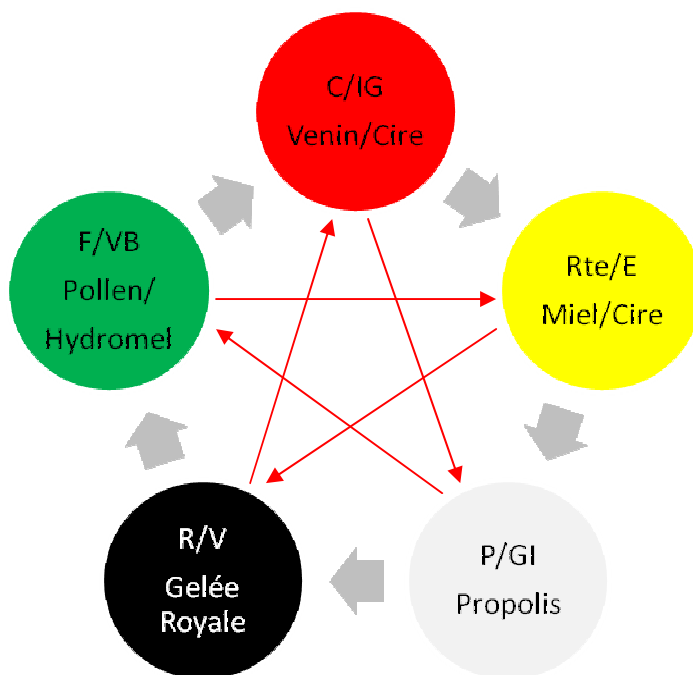 C/IG
Venin/Cire
F/VB
Pollen/
Hydromel
Rte/E
Miel/Cire
R/V
Gelée
Royale
P/GI
Propolis